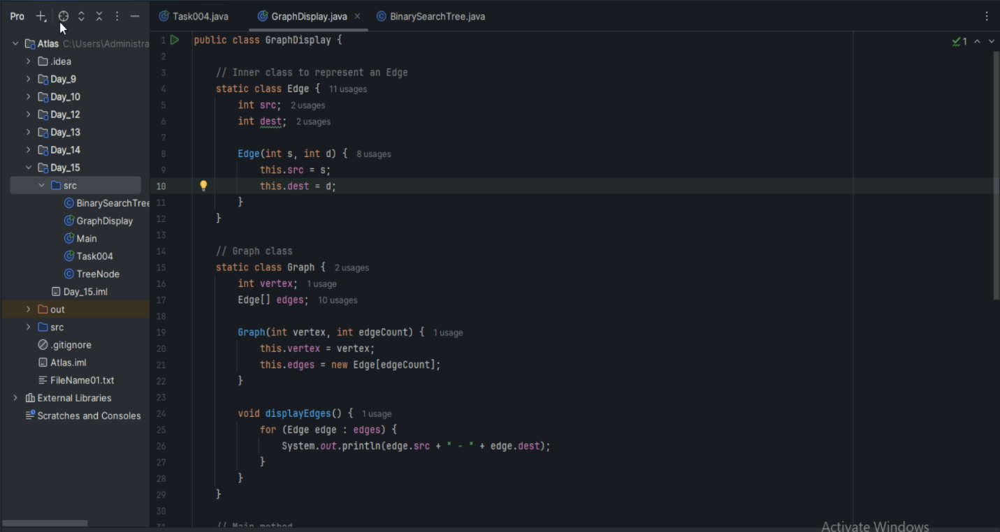 Pro
Task004.java
GraphDisplay.java
BinarySearchTree.java
Atlas C:\Users\Administra
.idea
Day_9
Day_10
Day_12
Day_13
Day_14
Day_15
src
BinarySearchTree
GraphDisplay
Main
Task004
TreeNode
Day_15.iml
out
src
.gitignore
Atlas.iml
FileName01.txt
External Libraries
Scratches and Consoles
1 public class GraphDisplay {
2
3 // Inner class to represent an Edge
4 static class Edge { 11 usages
5 int src; 2 usages
6 int dest; 2 usages
7
8 Edge(int s, int d) { 8 usages
9 this.src = s;
10 this.dest = d;
11 }
12 }
13
14 // Graph class
15 static class Graph { 2 usages
16 int vertex; 1 usage
17 Edge[] edges; 10 usages
18
19 Graph(int vertex, int edgeCount) { 1 usage
20 this.vertex = vertex;
21 this.edges = new Edge[edgeCount];
22 }
23
24 void displayEdges() { 1 usage
25 for (Edge edge : edges) {
26 System.out.println(edge.src + " - " + edge.dest);
27 }
28 }
29 }
30
31 // Main method
1
Activate Windows